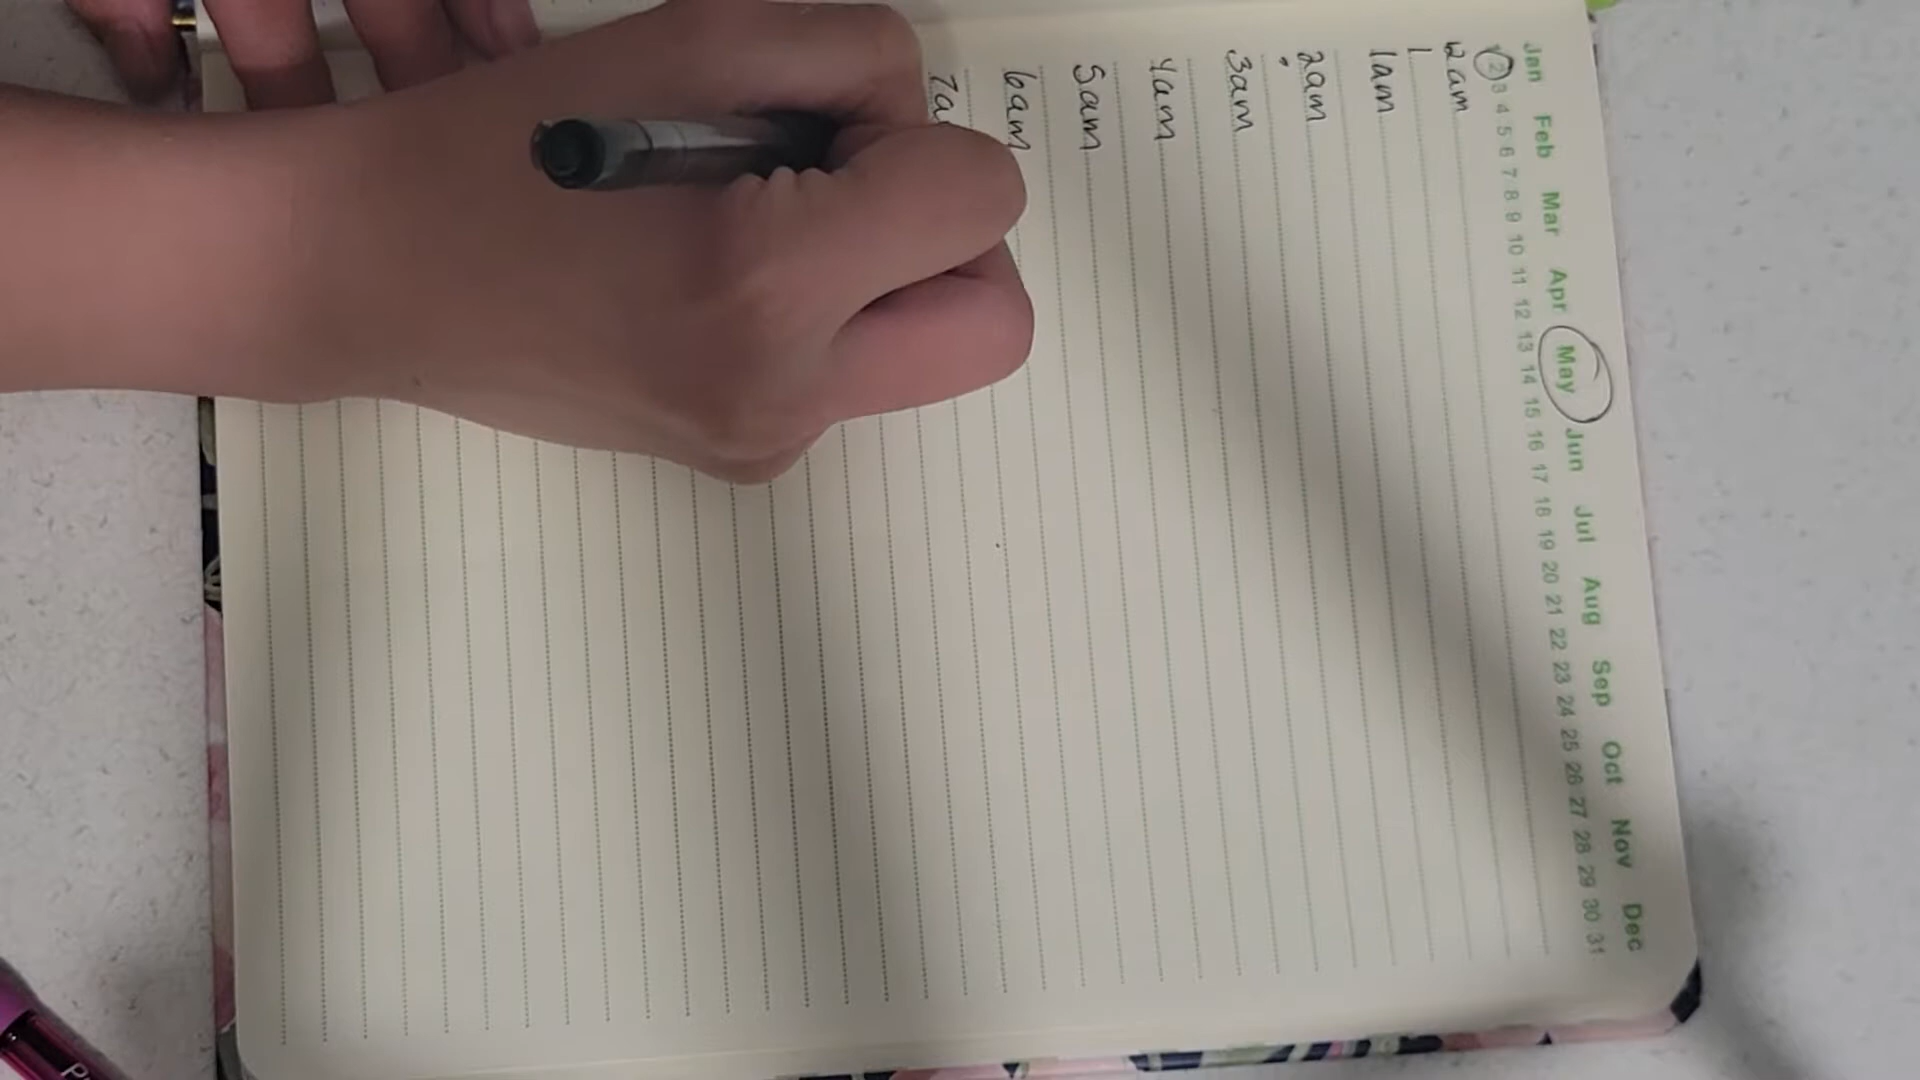 Jan Feb Mar Apr May Jun Jul Aug Sep Oct Nov Dec
2 3 4 5 6 7 8 9 10 11 12 13 14 15 16 17 18 19 20 21 22 23 24 25 26 27 28 29 30 31
12am
1
1am
2am
3am
4am
5am
6am
7a